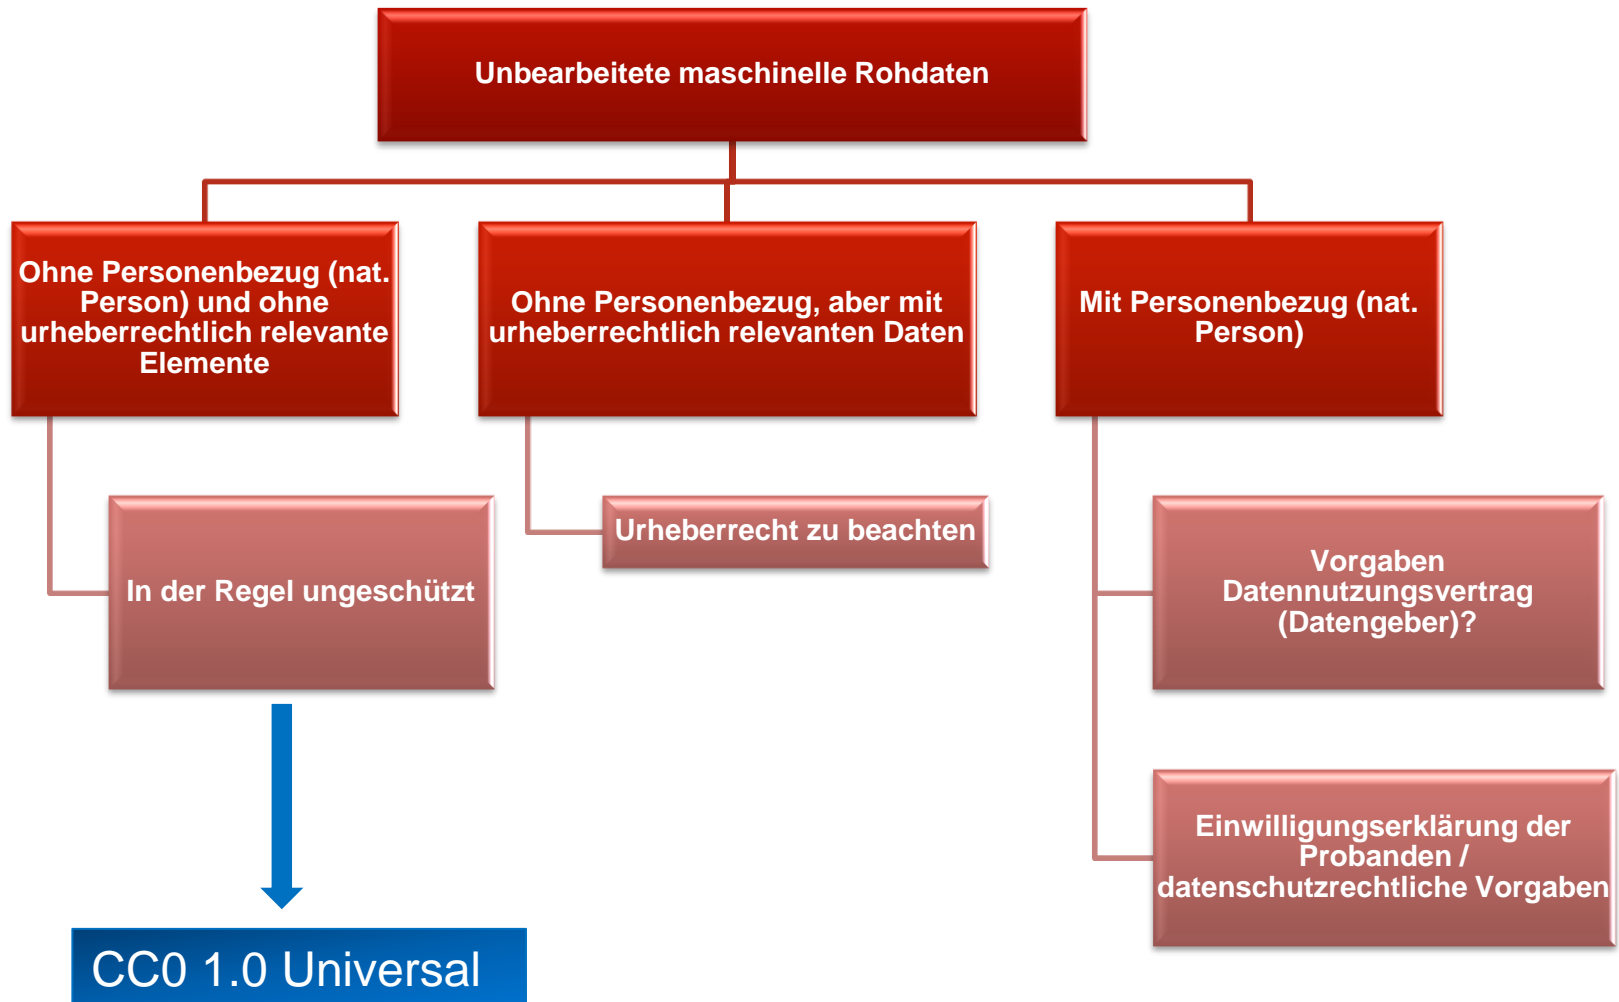 Unbearbeitete maschinelle Rohdaten
Ohne Personenbezug (nat.
Person) und ohne
urheberrechtlich relevante
Elemente
Ohne Personenbezug, aber mit
urheberrechtlich relevanten Daten
Mit Personenbezug (nat.
Person)
In der Regel ungeschützt
Urheberrecht zu beachten
Vorgaben
Datennutzungsvertrag
(Datengeber)?
Einwilligungserklärung der
Probanden /
datenschutzrechtliche Vorgaben
CC0 1.0 Universal